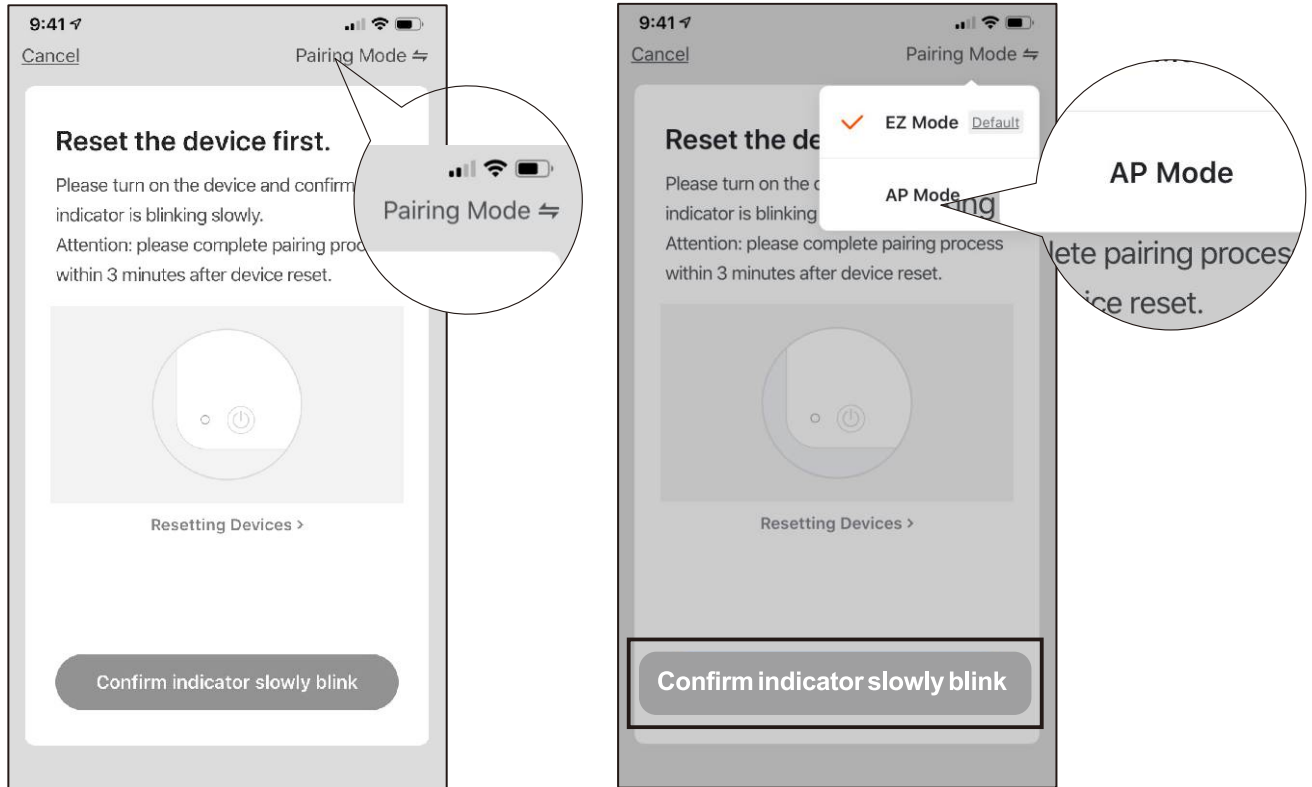 9:41
Cancel
Pairing Mode
Reset the device first.
Please turn on the device and confirm
indicator is blinking slowly.
Attention: please complete pairing proc
within 3 minutes after device reset.
Pairing Mode
Resetting Devices >
Confirm indicator slowly blink
9:41
Cancel
Pairing Mode
EZ Mode Default
AP Mode
Reset the de
Please turn on the
indicator is blinking
Attention: please complete pairing process
within 3 minutes after device reset.
AP Mode
ing
lete pairing proces
ice reset.
Resetting Devices >
Confirm indicator slowly blink